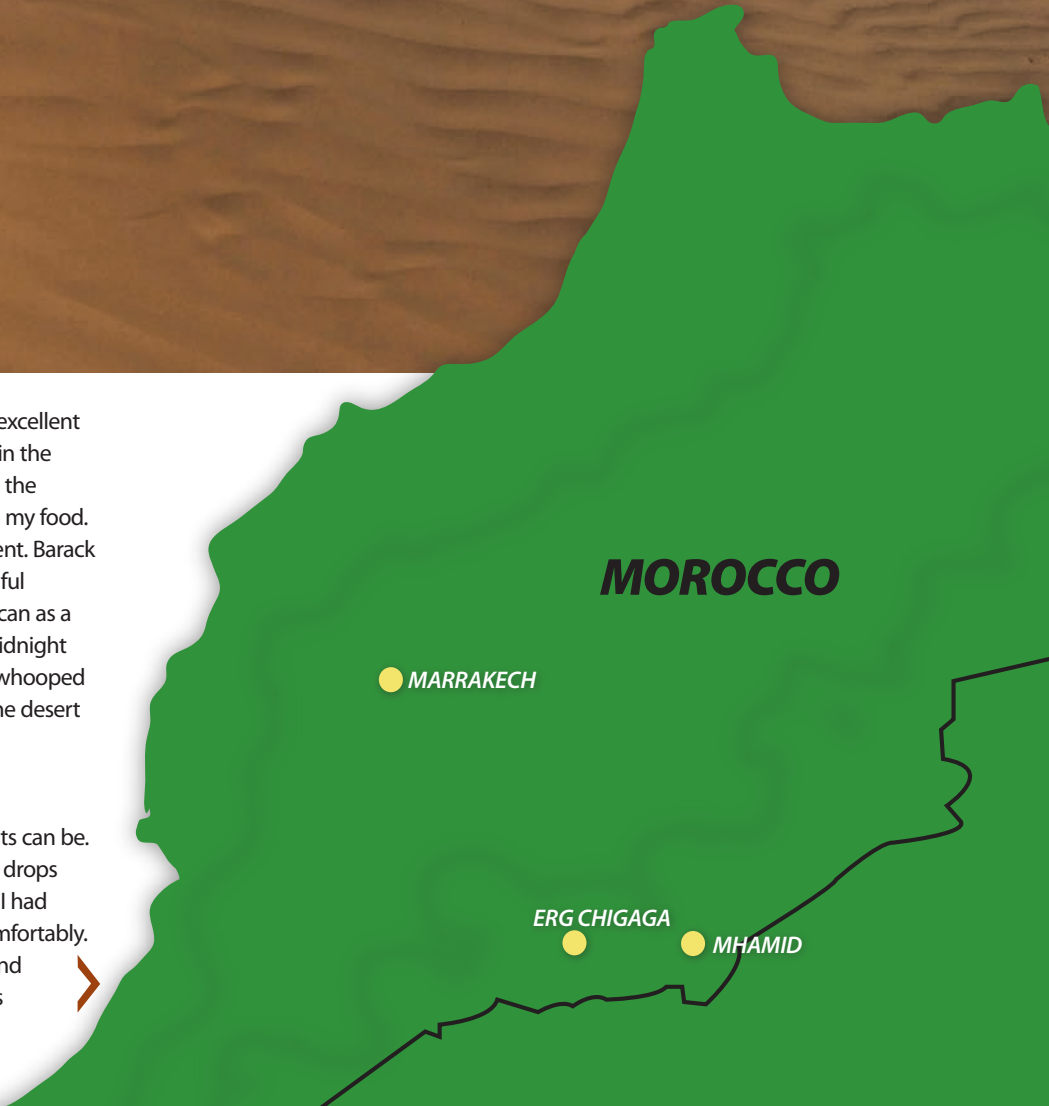 excellent
in the
the
my food.
ent. Barack
ful
can as a
idnight
whooped
he desert
ts can be.
drops
I had
mfortably.
nd
s
MOROCCO
MARRAKECH
ERG CHIGAGA
MHAMID